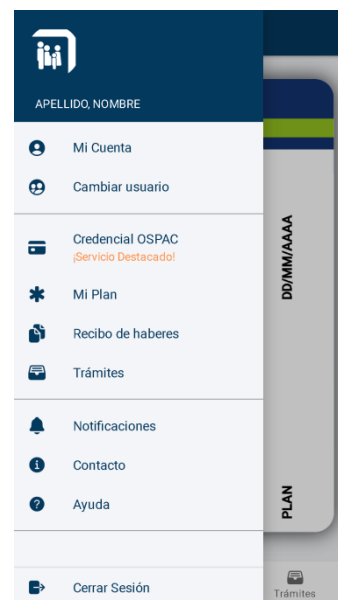 APELLIDO, NOMBRE
Mi Cuenta
Cambiar usuario
Credencial OSPAC
¡Servicio Destacado!
Mi Plan
Recibo de haberes
Trámites
Notificaciones
Contacto
Ayuda
Cerrar Sesión
DD/MM/AAAA
PLAN
Trámites